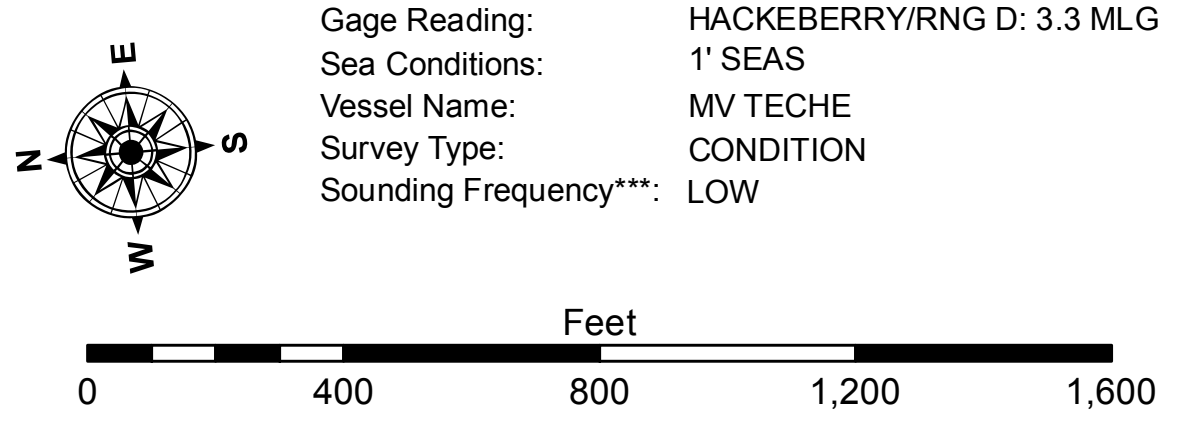 Gage Reading: HACKEBERRY/RNG D: 3.3 MLG
Sea Conditions: 1' SEAS
Vessel Name: MV TECHE
Survey Type: CONDITION
Sounding Frequency***: LOW
E
N
S
W
Feet
0 400 800 1,200 1,600